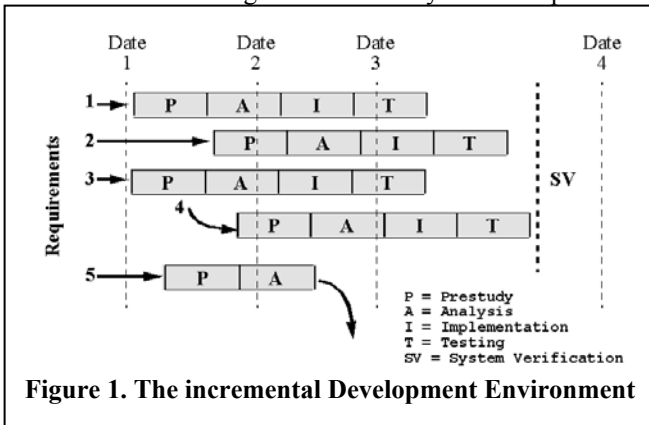 Date Date Date Date
1 2 3 4
1 P A I T
2 P A I T
3 P A I T
4 P A I T
5 P A
SV
Requirements
P = Prestudy
A = Analysis
I = Implementation
T = Testing
SV = System Verification
Figure 1. The incremental Development Environment